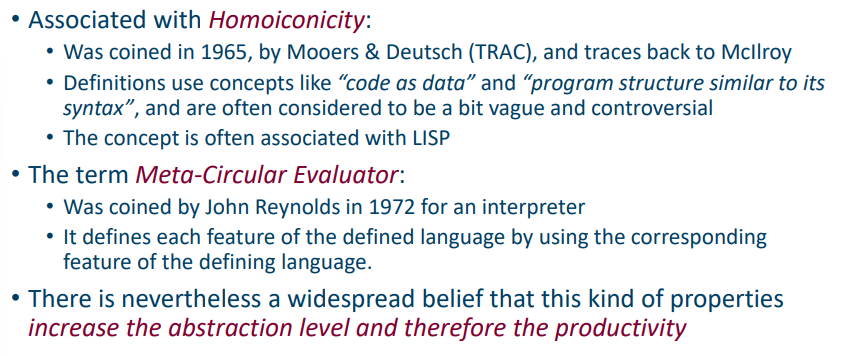 • Associated with Homoiconicity:
• Was coined in 1965, by Mooers & Deutsch (TRAC), and traces back to McIlroy
• Definitions use concepts like “code as data” and “program structure similar to its
syntax”, and are often considered to be a bit vague and controversial
• The concept is often associated with LISP
• The term Meta-Circular Evaluator:
• Was coined by John Reynolds in 1972 for an interpreter
• It defines each feature of the defined language by using the corresponding
feature of the defining language.
• There is nevertheless a widespread belief that this kind of properties
increase the abstraction level and therefore the productivity